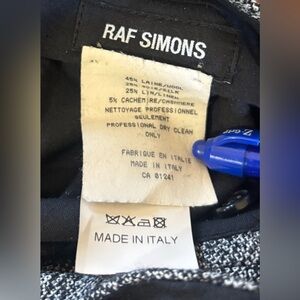 RAF SIMONS
45% LAINE/WOOL
25% SOIE/SILK
25% LIN/LINEN
5% CACHEMIRE/CASHMERE
NETTOYAGE PROFESSIONNEL
SEULEMENT
PROFESSIONAL DRY CLEAN
ONLY
FABRIQUE EN ITALIE
MADE IN ITALY
CA 81241
MADE IN ITALY